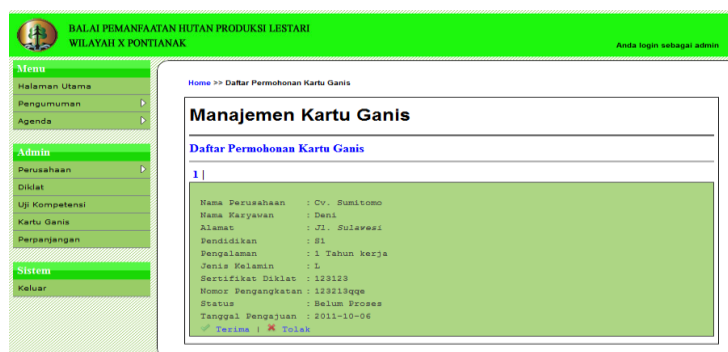 BALAI PEMANFAATAN HUTAN PRODUKSI LESTARI
WILAYAH X PONTIANAK
Anda login sebagai admin
Menu
Halaman Utama
Pengumuman
Agenda
Admin
Perusahaan
Diklat
Uji Kompetensi
Kartu Ganis
Perpanjangan
Sistem
Keluar
Home >> Daftar Permohonan Kartu Ganis
Manajemen Kartu Ganis
Daftar Permohonan Kartu Ganis
1 |
Nama Perusahaan : Cv. Sumitomo
Nama Karyawan : Deni
Alamat : Jl. Sulawesi
Pendidikan : S1
Pengalaman : 1 Tahun kerja
Jenis Kelamin : L
Sertifikat Diklat : 123123
Nomor Pengangkatan : 123213qqe
Status : Belum Proses
Tanggal Pengajuan : 2011-10-06
Terima | Tolak